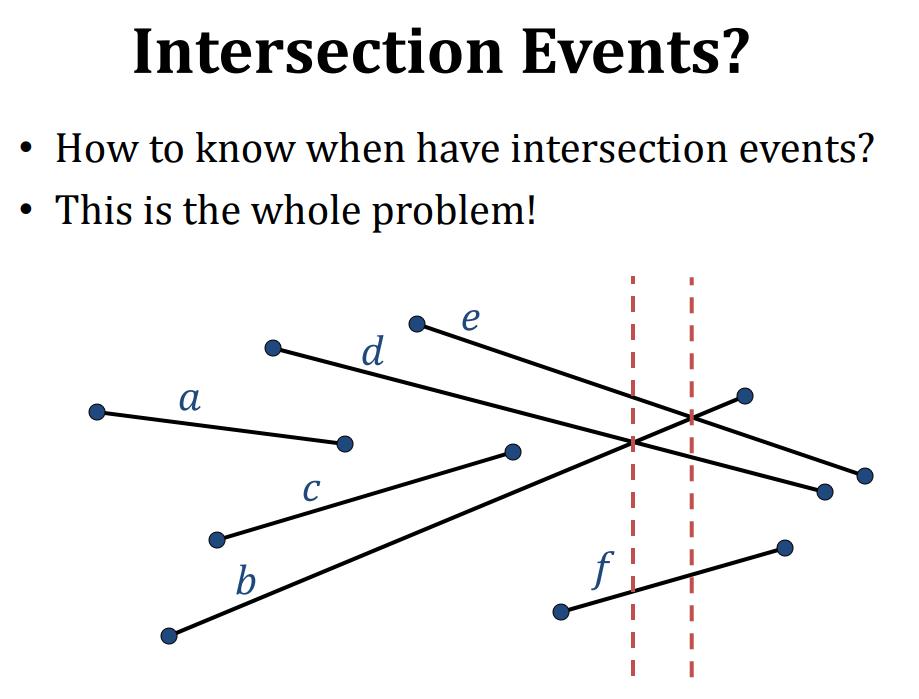 Intersection Events?
• How to know when have intersection events?
• This is the whole problem!
e
d
a
c
b
f